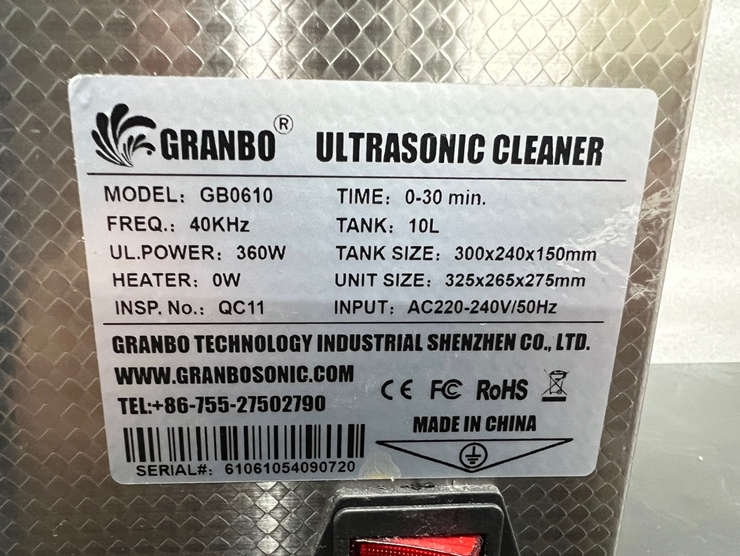 GRANBO® ULTRASONIC CLEANER
MODEL: GB0610 TIME: 0-30 min.
FREQ.: 40KHz TANK: 10L
UL.POWER: 360W TANK SIZE: 300x240x150mm
HEATER: 0W UNIT SIZE: 325x265x275mm
INSP. No.: QC11 INPUT: AC220-240V/50Hz
GRANBO TECHNOLOGY INDUSTRIAL SHENZHEN CO., LTD.
WWW.GRANBOSONIC.COM
TEL:+86-755-27502790
CE FC RoHS
MADE IN CHINA
SERIAL#: 61061054090720